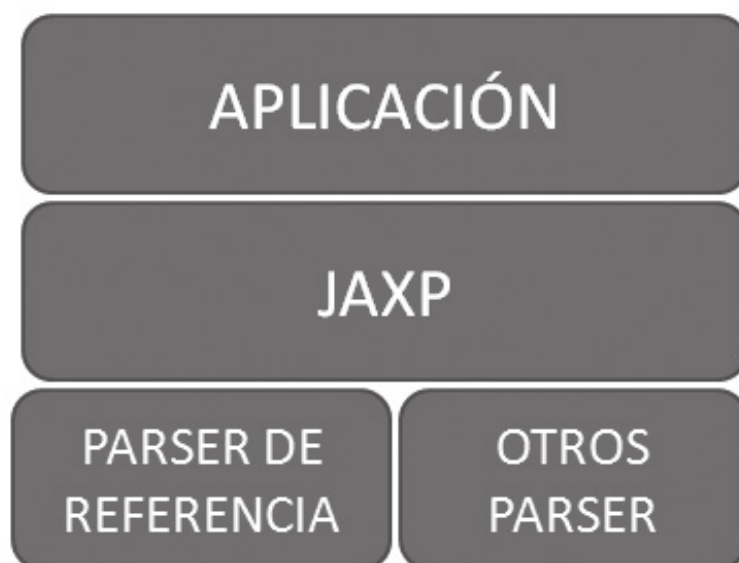 APLICACIÓN
JAXP
PARSER DE
REFERENCIA
OTROS
PARSER